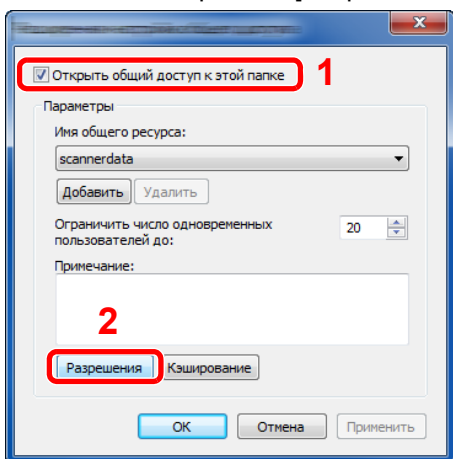 Открыть общий доступ к этой папке 1
Параметры
Имя общего ресурса:
scannerdata
Добавить Удалить
Ограничить число одновременных 20
пользователей до:
Примечание:
2
Разрешения Кэширование
ОК Отмена Применить